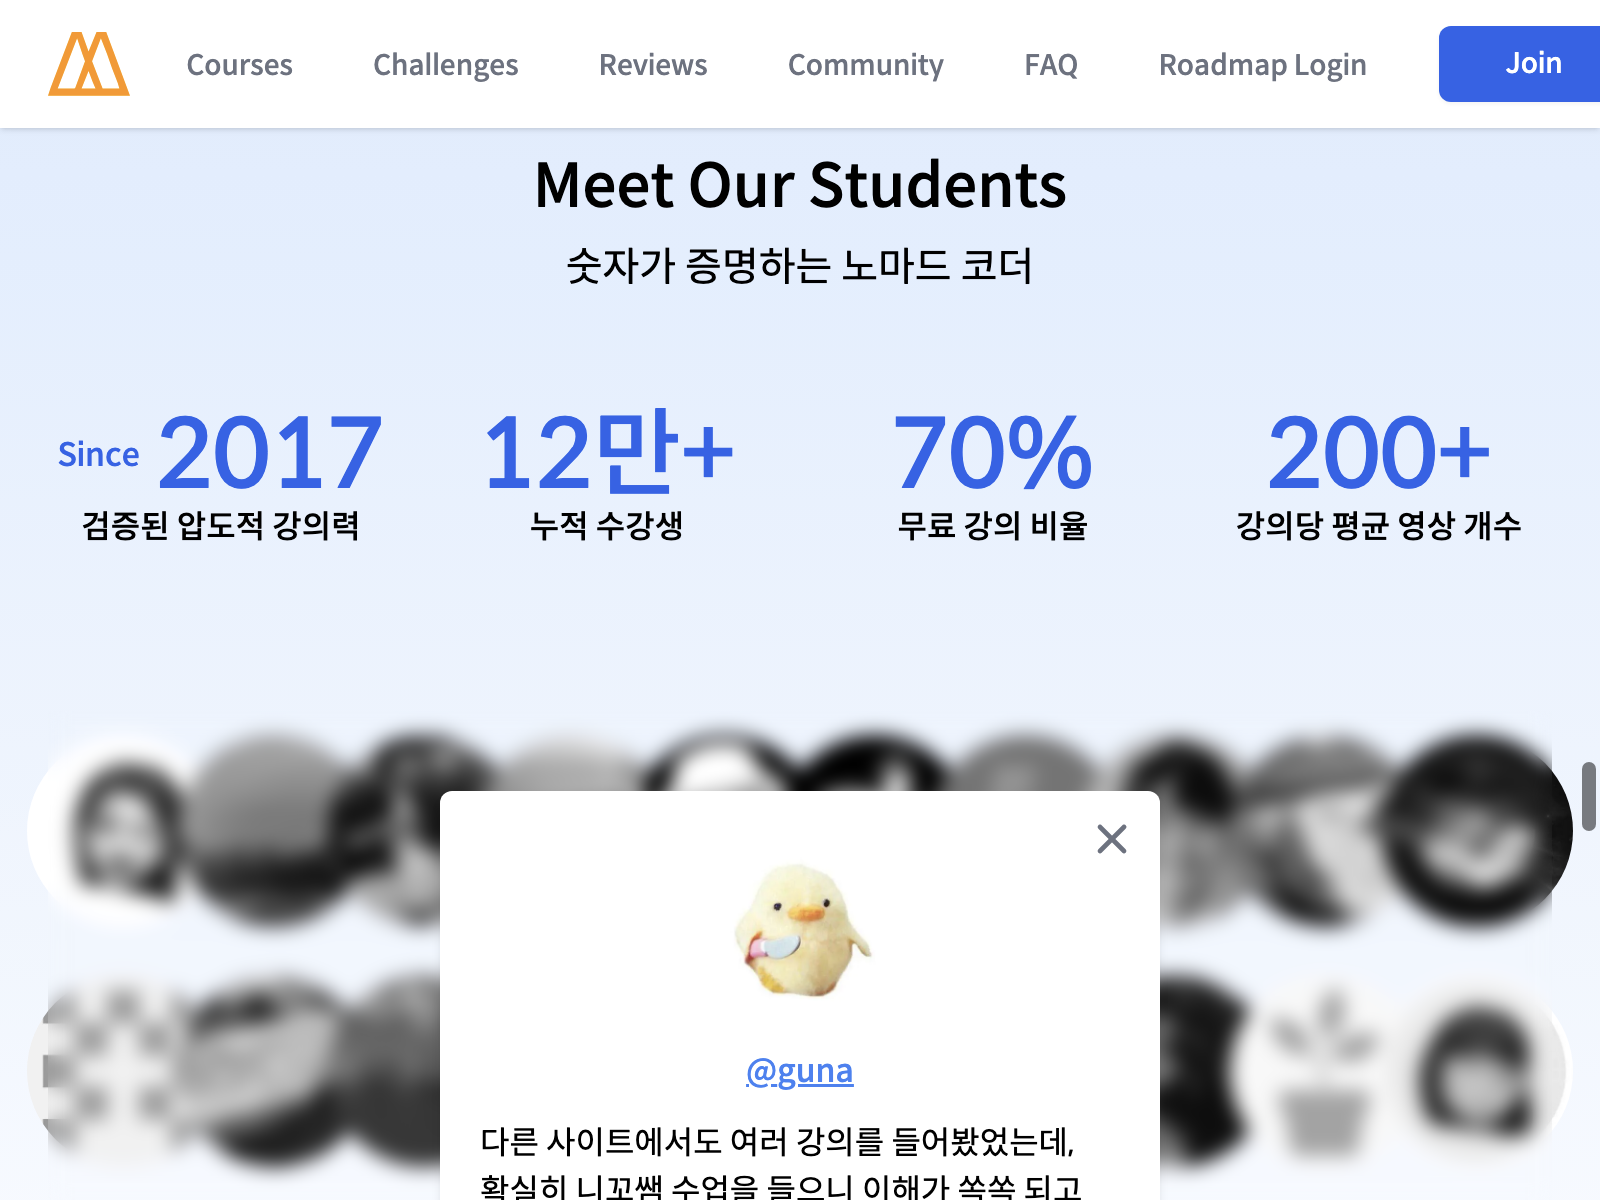 Courses Challenges Reviews Community FAQ Roadmap Login Join
Meet Our Students
숫자가 증명하는 노마드 코더
Since 2017 12만+ 70% 200+
검증된 압도적 강의력 누적 수강생 무료 강의 비율 강의당 평균 영상 개수
@guna
다른 사이트에서도 여러 강의를 들어봤었는데,
확실히 니꼬쌤 수업을 들으니 이해가 쏙쏙 되고